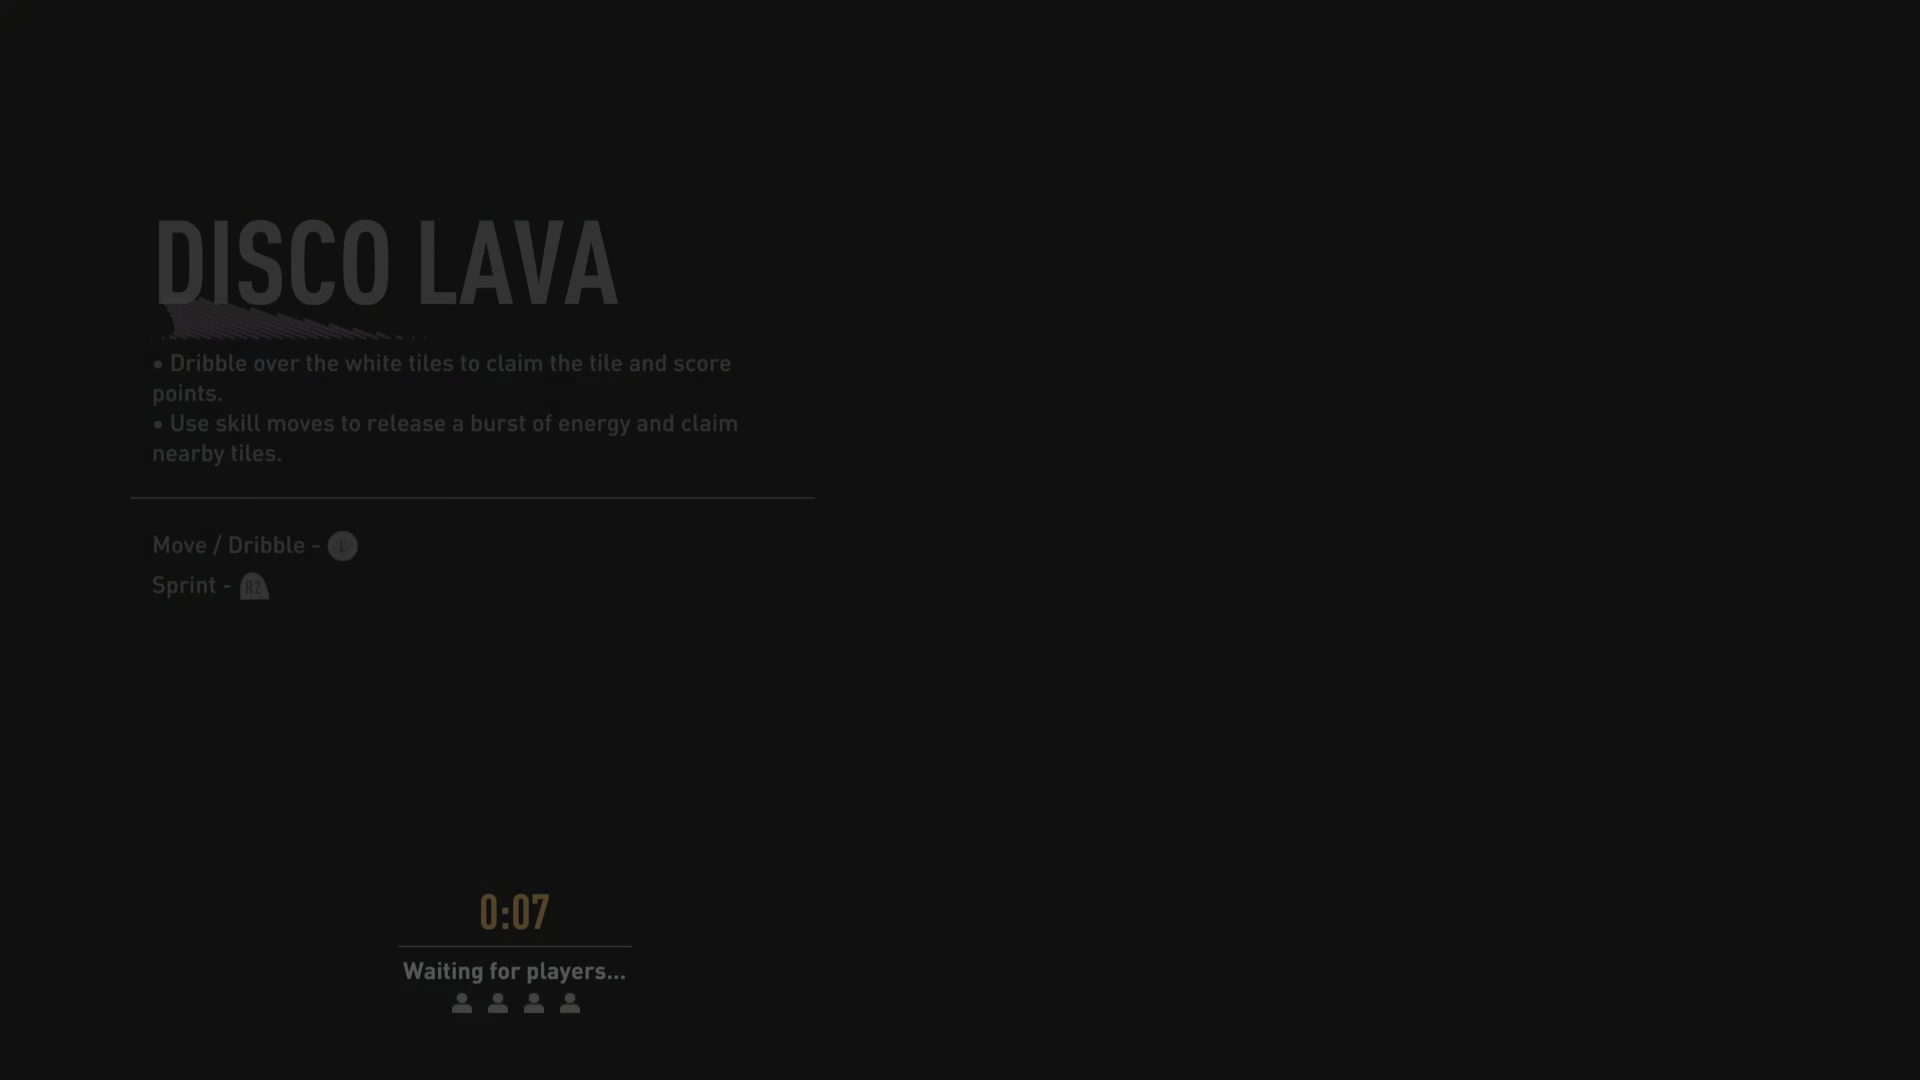 DISCO LAVA
• Dribble over the white tiles to claim the tile and score
points.
• Use skill moves to release a burst of energy and claim
nearby tiles.
Move / Dribble - L
Sprint - R2
0:07
Waiting for players...